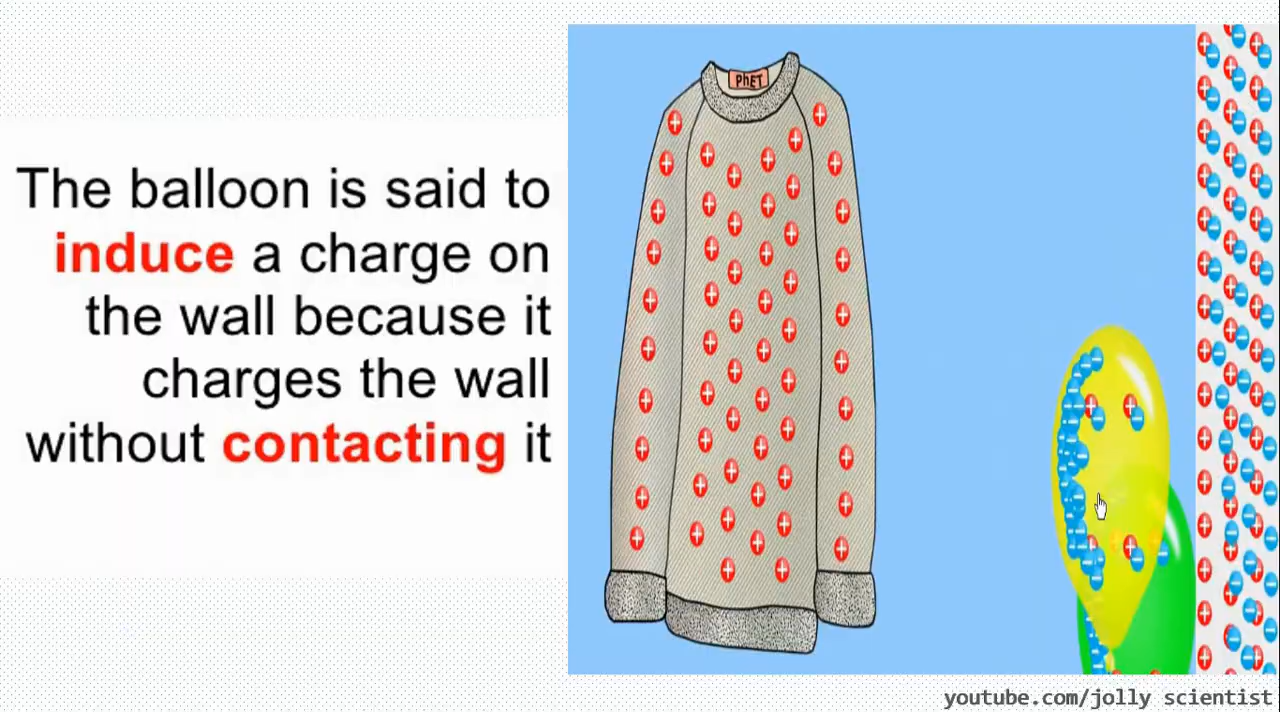 The balloon is said to
induce a charge on
the wall because it
charges the wall
without contacting it
PhET
youtube.com/jolly scientist